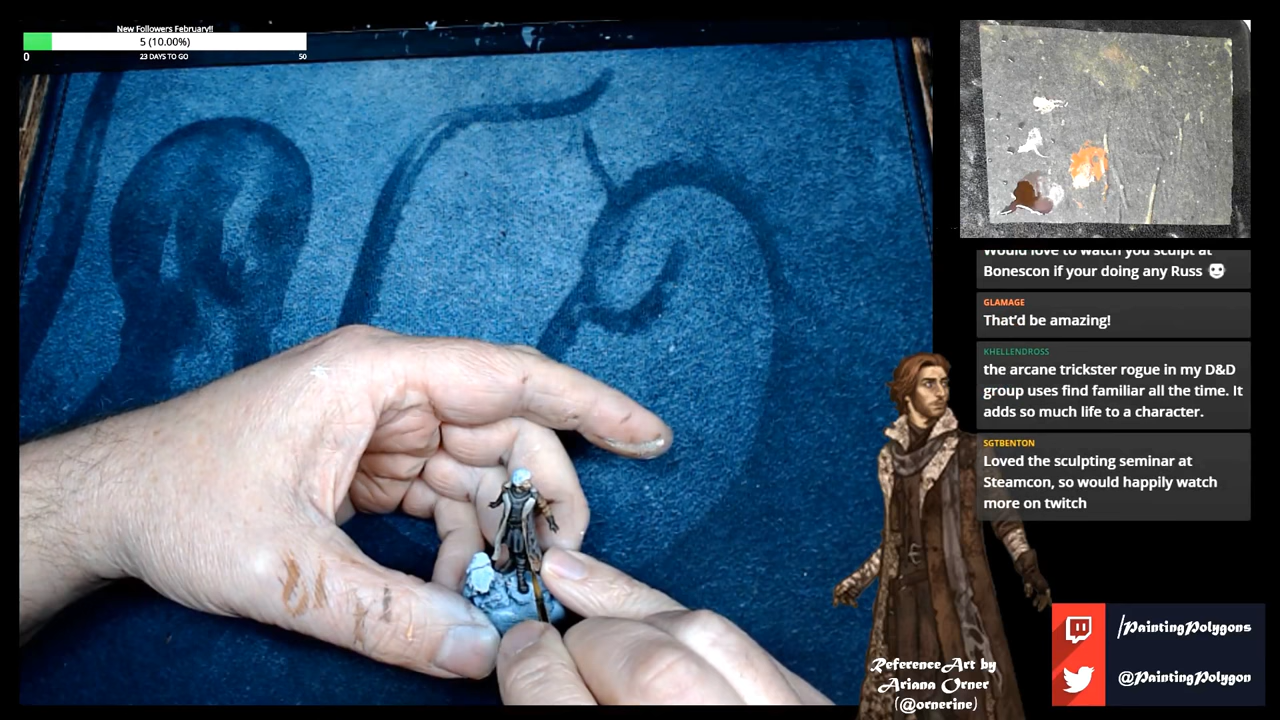 New Followers February!!
5 (10.00%)
0
23 DAYS TO GO
50
Would love to watch you sculpt at
Bonescon if your doing any Russ
GLAMAGE
That'd be amazing!
KHELLENDROSS
the arcane trickster rogue in my D&D
group uses find familiar all the time. It
adds so much life to a character.
SGTBENTON
Loved the sculpting seminar at
Steamcon, so would happily watch
more on twitch
Reference Art by
Ariana Orner
(@ornerine)
/PaintingPolygons
@PaintingPolygon